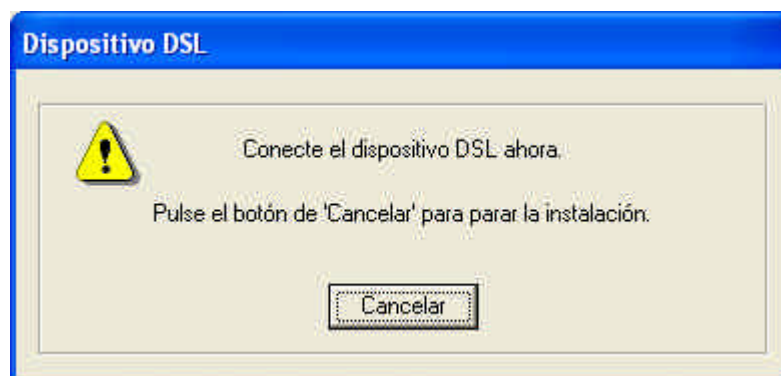 Dispositivo DSL
Conecte el dispositivo DSL ahora.
Pulse el botón de 'Cancelar' para parar la instalación.
Cancelar